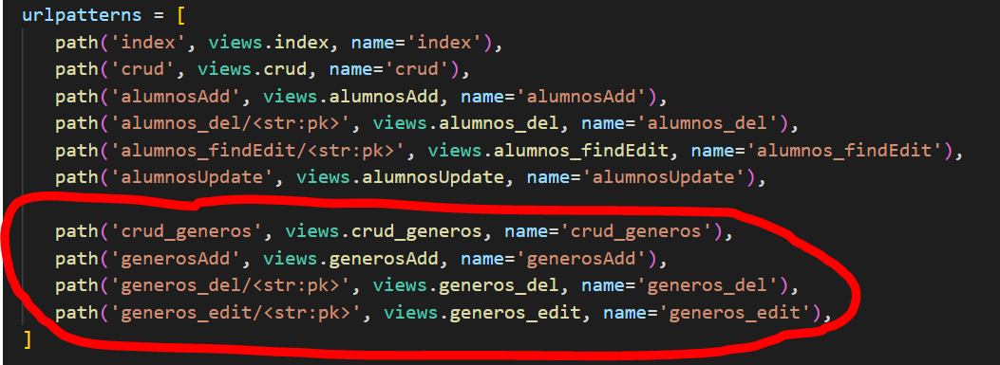 urlpatterns = [
path('index', views.index, name='index'),
path('crud', views.crud, name='crud'),
path('alumnosAdd', views.alumnosAdd, name='alumnosAdd'),
path('alumnos_del/<str:pk>', views.alumnos_del, name='alumnos_del'),
path('alumnos_findEdit/<str:pk>', views.alumnos_findEdit, name='alumnos_findEdit'),
path('alumnosUpdate', views.alumnosUpdate, name='alumnosUpdate'),
path('crud_generos', views.crud_generos, name='crud_generos'),
path('generosAdd', views.generosAdd, name='generosAdd'),
path('generos_del/<str:pk>', views.generos_del, name='generos_del'),
path('generos_edit/<str:pk>', views.generos_edit, name='generos_edit'),
]